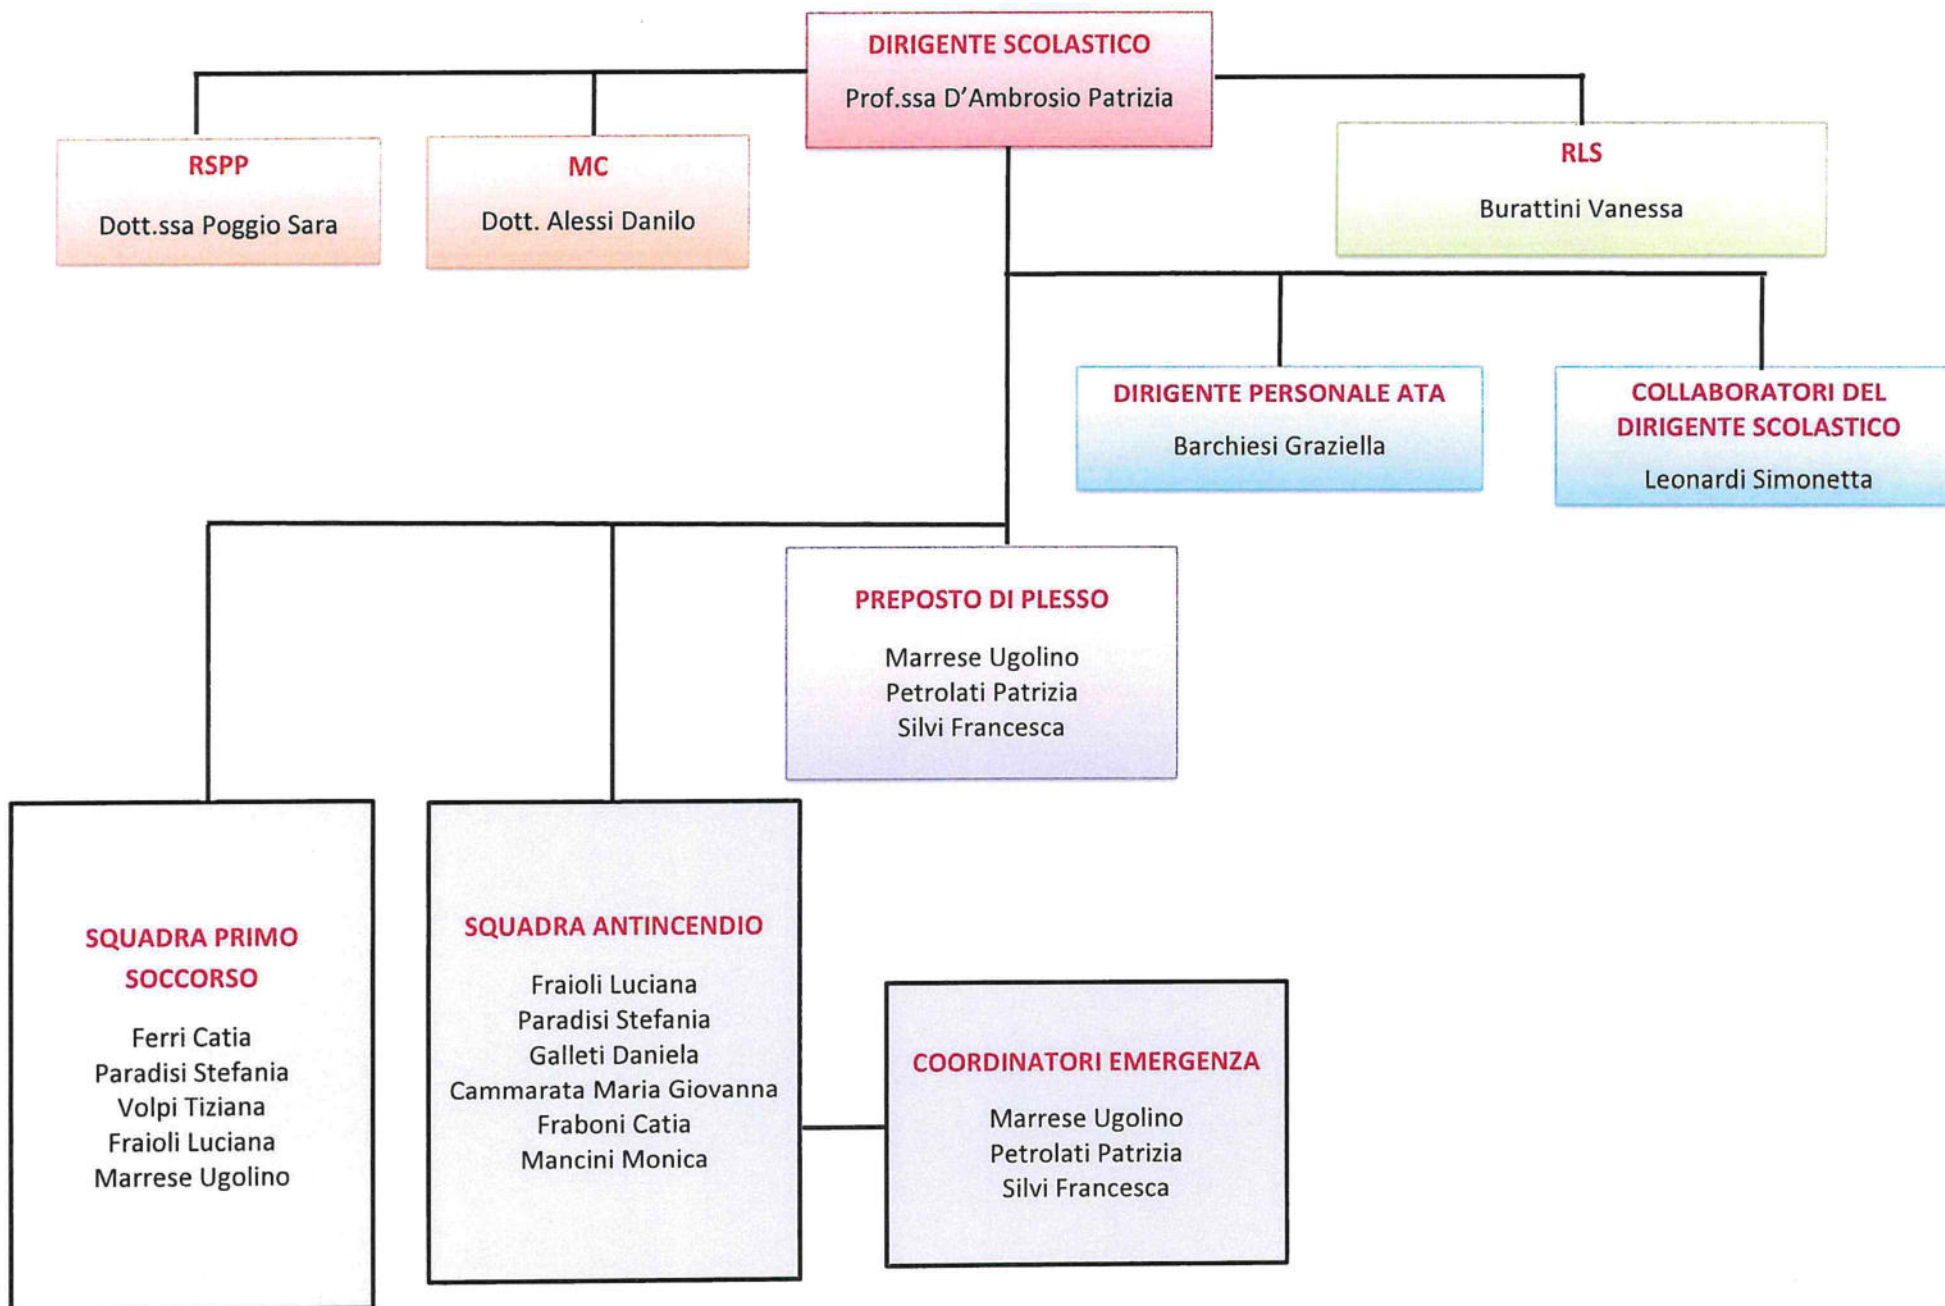 DIRIGENTE SCOLASTICO
Prof.ssa D'Ambrosio Patrizia
RSPP
Dott.ssa Poggio Sara
MC
Dott. Alessi Danilo
RLS
Burattini Vanessa
DIRIGENTE PERSONALE ATA
Barchiesi Graziella
COLLABORATORI DEL
DIRIGENTE SCOLASTICO
Leonardi Simonetta
PREPOSTO DI PLESSO
Marrese Ugolino
Petrolati Patrizia
Silvi Francesca
SQUADRA PRIMO
SOCCORSO
Ferri Catia
Paradisi Stefania
Volpi Tiziana
Fraioli Luciana
Marrese Ugolino
SQUADRA ANTINCENDIO
Fraioli Luciana
Paradisi Stefania
Galleti Daniela
Cammarata Maria Giovanna
Fraboni Catia
Mancini Monica
COORDINATORI EMERGENZA
Marrese Ugolino
Petrolati Patrizia
Silvi Francesca